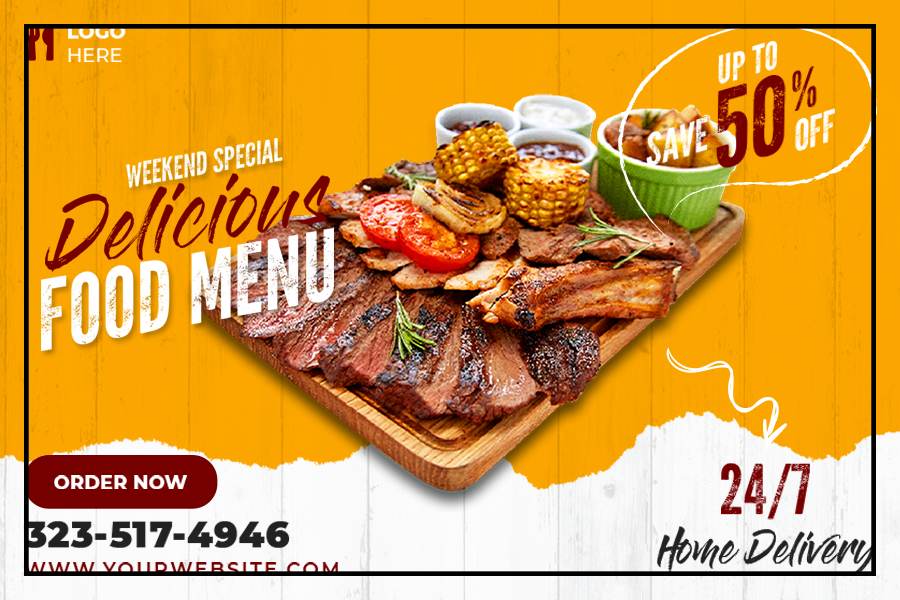 LOGO
HERE
UP TO
SAVE 50% OFF
WEEKEND SPECIAL
Delicious
FOOD MENU
ORDER NOW
323-517-4946
WWW.YOURWEBSITE.COM
24/7
Home Delivery